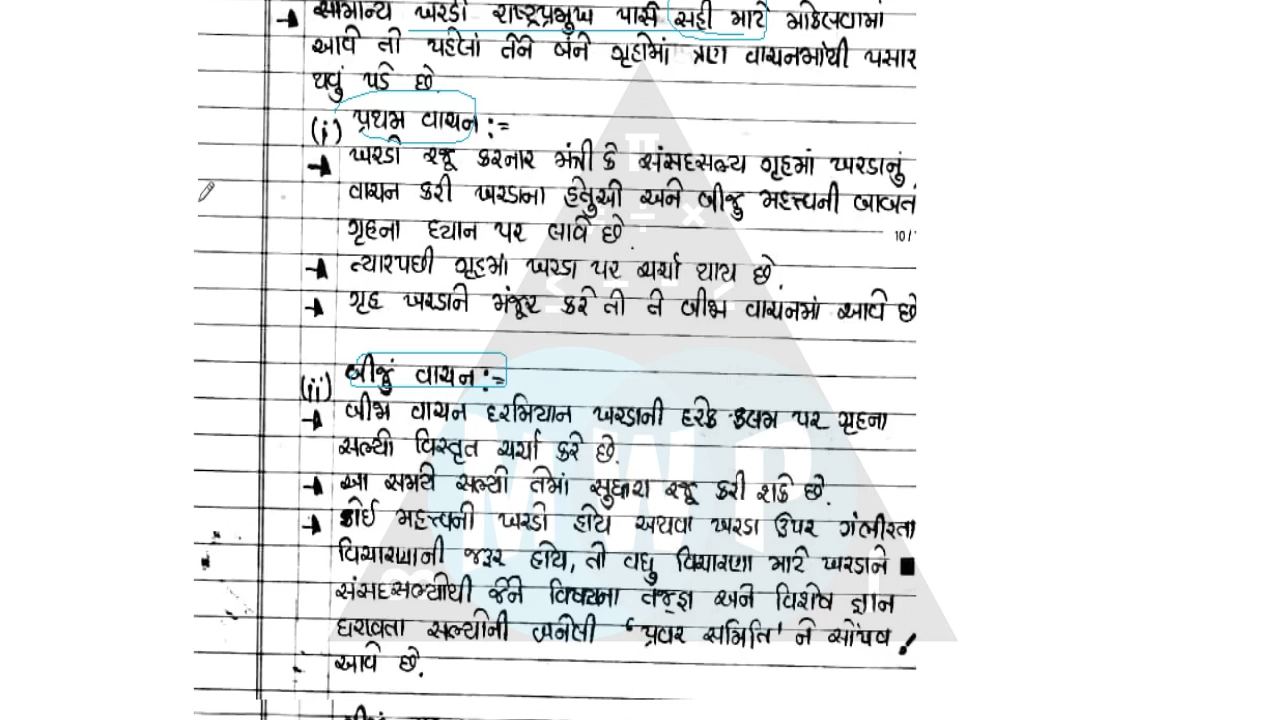 → સામાન્ય ખરડો રાષ્ટ્રપ્રમુખ પાસે સહી માટે મોકલવામાં
આવે તો પહેલાં તેને બંને ગૃહોમાં ત્રણ વાચનમાંથી પસાર
થવું પડે છે.
(i) પ્રથમ વાચન :=
→ ખરડો રજૂ કરનાર મંત્રી કે સંસદસભ્ય ગૃહમાં ખરડાનું
વાચન કરી ખરડાના હેતુઓ અને બીજી મહત્ત્વની બાબત
ગૃહના ધ્યાન પર લાવે છે.
10/
→ ત્યારપછી ગૃહમાં ખરડા પર ચર્ચા થાય છે.
→ ગૃહ ખરડાને મંજૂર કરે તો તે બીજા વાચનમાં આવે છે
(ii) બીજું વાચન :=
→ બીજા વાચન દરમિયાન ખરડાની દરેક કલમ પર ગૃહના
સભ્યો વિસ્તૃત ચર્ચા કરે છે.
→ આ સમયે સભ્યો તેમાં સુધારા રજૂ કરી શકે છે.
→ કોઈ મહત્ત્વનો ખરડો હોય અથવા ખરડા ઉપર ગંભીરતા
વિચારણાની જરૂર હોય, તો વધુ વિચારણા માટે ખરડાને
સંસદસભ્યોથી જેને વિષયના તજ્જ્ઞ અને વિશેષ જ્ઞાન
ધરાવતા સભ્યોની બનેલી ‘પ્રવર સમિતિ’ ને સોંપવા
આવે છે.
MWP